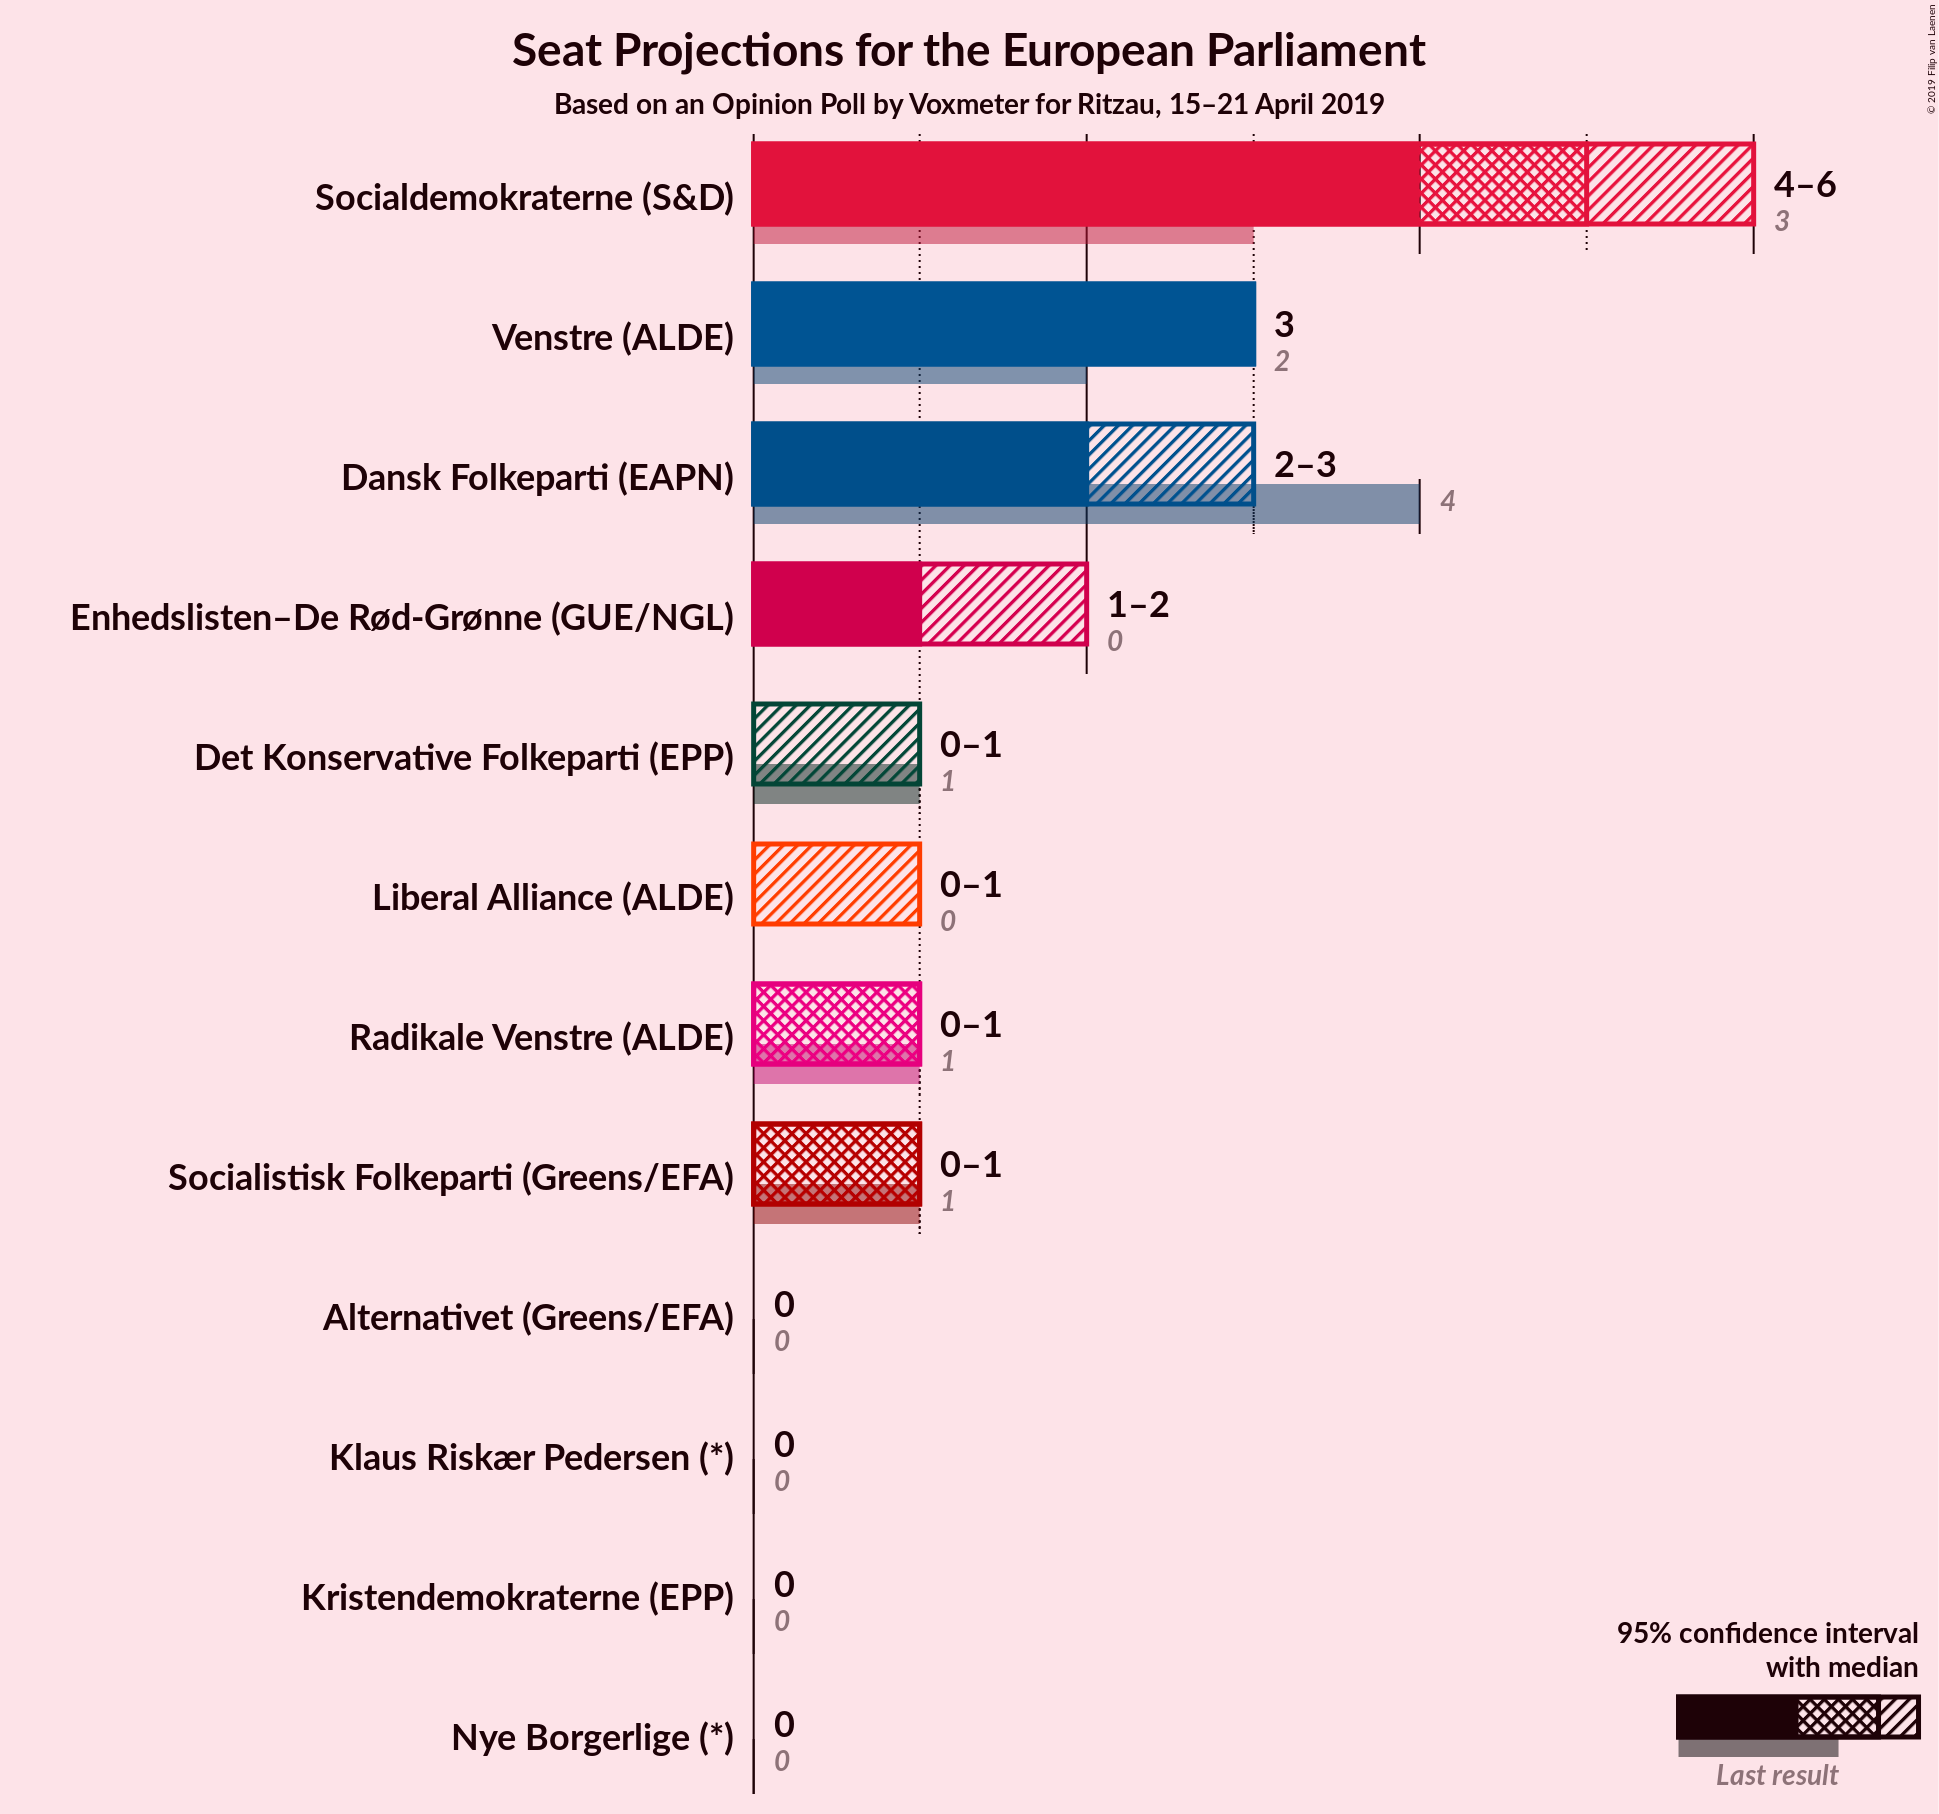 Seat Projections for the European Parliament
Based on an Opinion Poll by Voxmeter for Ritzau, 15–21 April 2019
© 2019 Filip van Laenen
Socialdemokraterne (S&D)
4–6
3
Venstre (ALDE)
3
2
Dansk Folkeparti (EAPN)
2–3
4
Enhedslisten–De Rød-Grønne (GUE/NGL)
1–2
0
Det Konservative Folkeparti (EPP)
0–1
1
Liberal Alliance (ALDE)
0–1
0
Radikale Venstre (ALDE)
0–1
1
Socialistisk Folkeparti (Greens/EFA)
0–1
1
Alternativet (Greens/EFA)
0
0
Klaus Riskær Pedersen (*)
0
0
Kristendemokraterne (EPP)
0
0
Nye Borgerlige (*)
0
0
95% confidence interval
with median
Last result